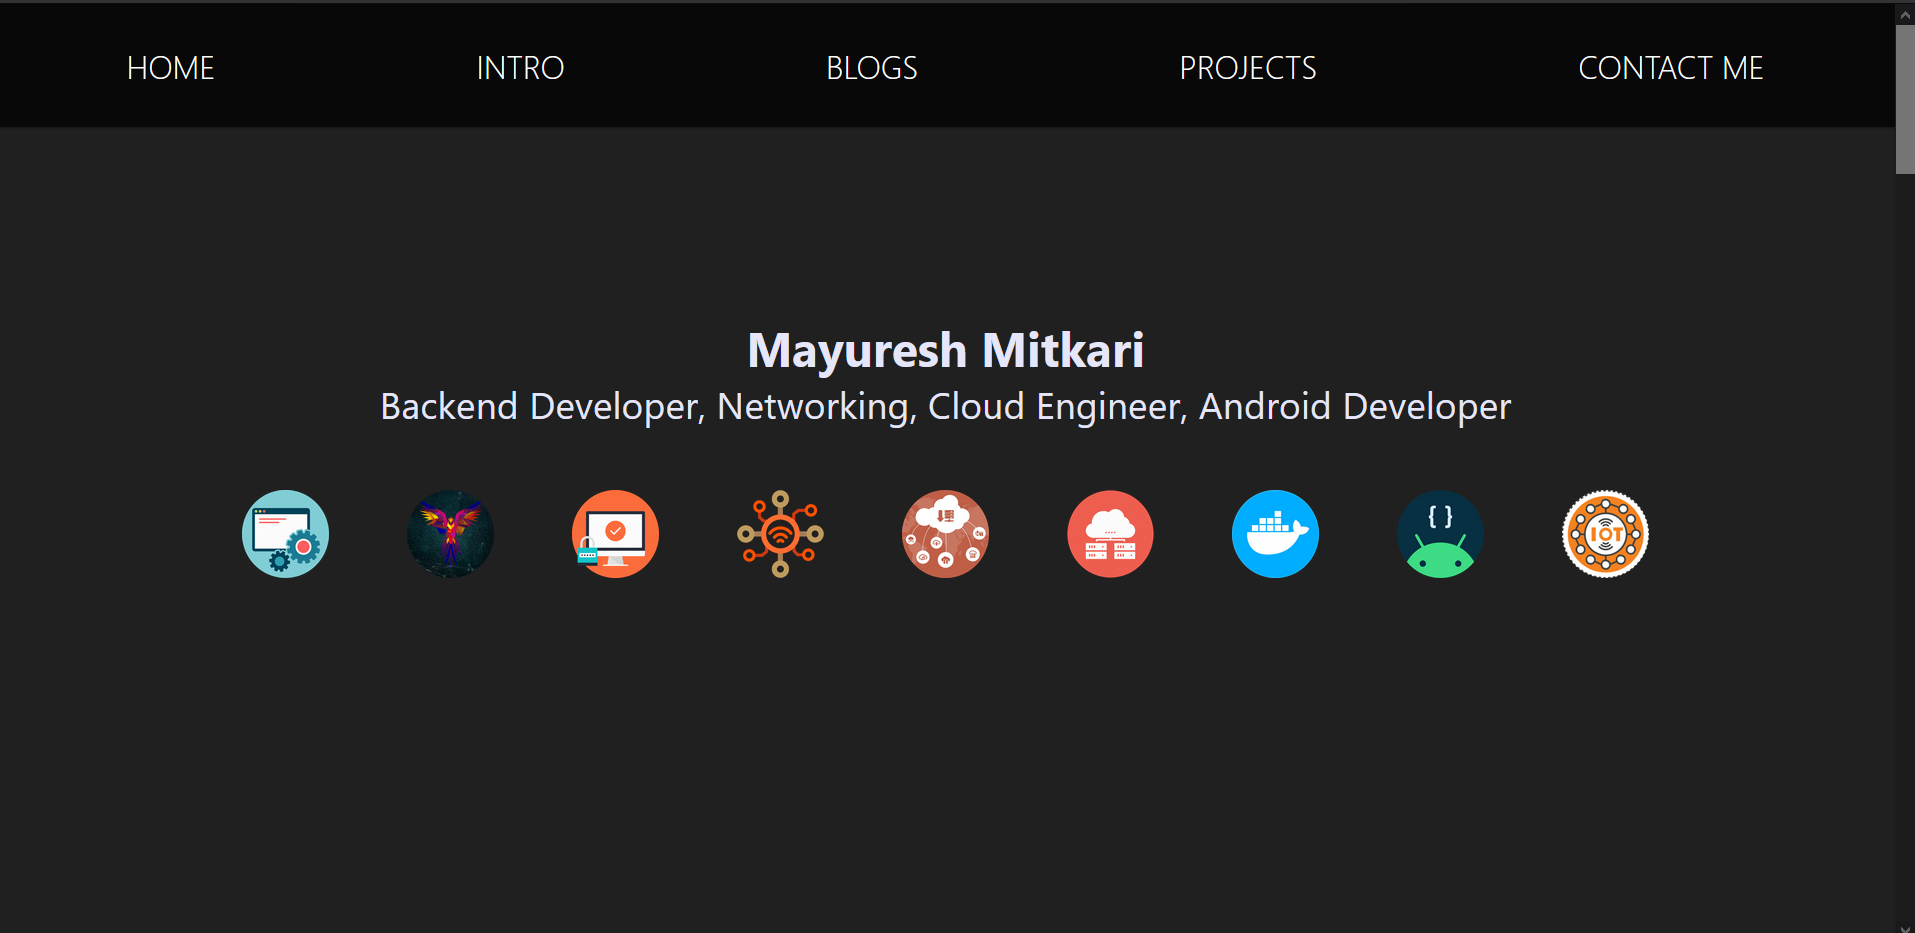 HOME INTRO BLOGS PROJECTS CONTACT ME
Mayuresh Mitkari
Backend Developer, Networking, Cloud Engineer, Android Developer
{ }
IOT